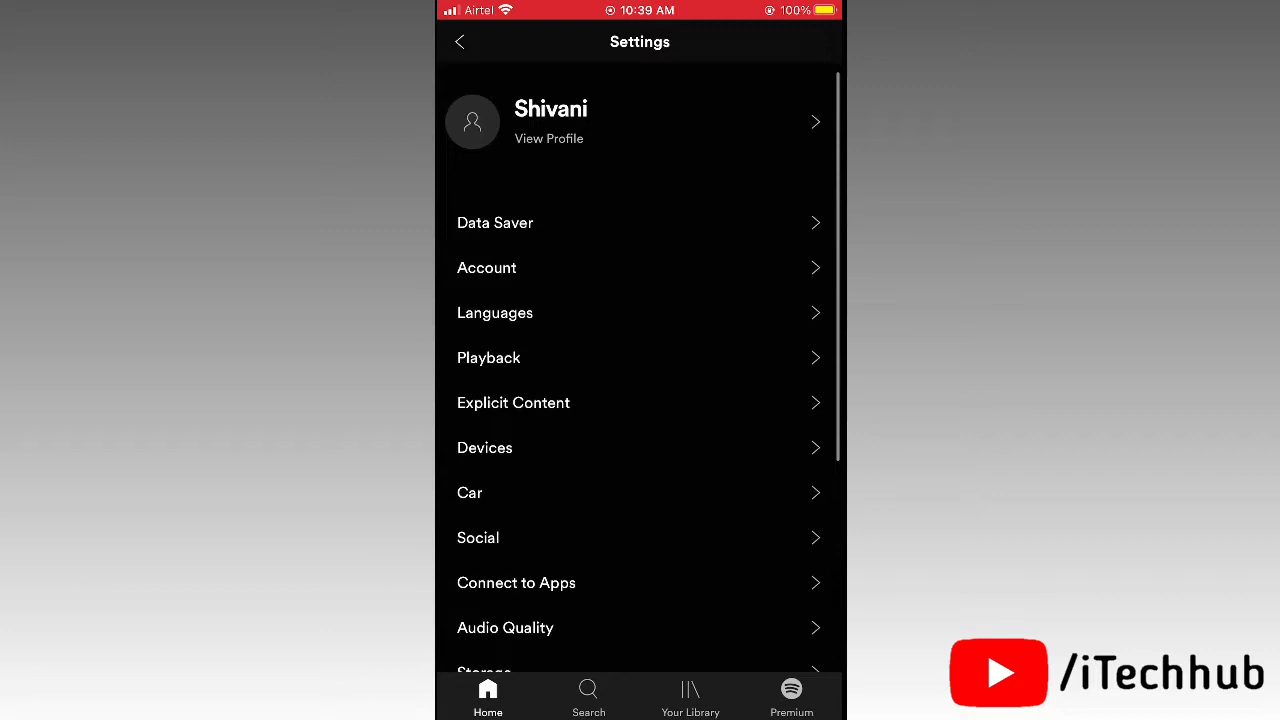 Airtel 10:39 AM 100%
Settings
Shivani
View Profile
Data Saver
Account
Languages
Playback
Explicit Content
Devices
Car
Social
Connect to Apps
Audio Quality
Storage
Home Search Your Library Premium
/iTechhub